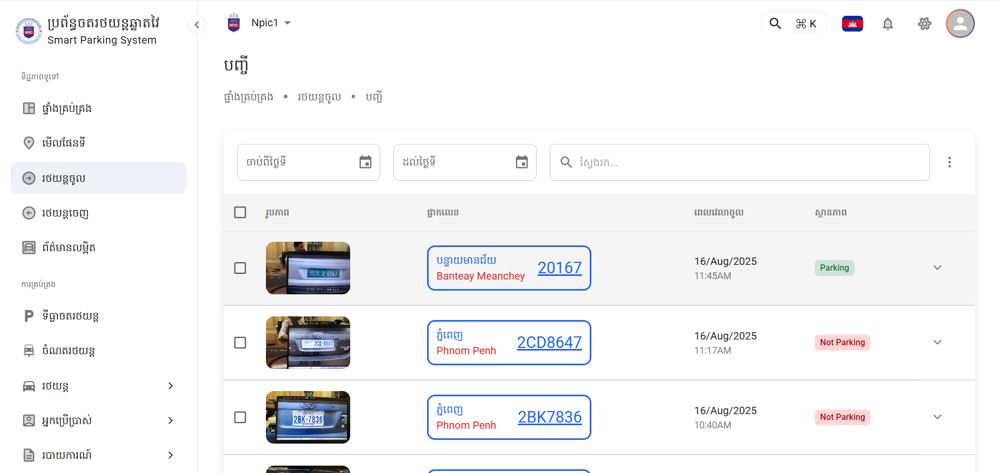 ប្រព័ន្ធចតរថយន្តឆ្លាតវៃ
Smart Parking System
ទិដ្ឋភាពទូទៅ
ផ្ទាំងគ្រប់គ្រង
មើលផែនទី
រថយន្តចូល
រថយន្តចេញ
ព័ត៌មានលម្អិត
ការគ្រប់គ្រង
ទីធ្លាចតរថយន្ត
ចំណតរថយន្ត
រថយន្ត
អ្នកប្រើប្រាស់
របាយការណ៍
NPIC
Npic1
⌘ K
បញ្ជី
ផ្ទាំងគ្រប់គ្រង • រថយន្តចូល • បញ្ជី
ចាប់ពីថ្ងៃទី
ដល់ថ្ងៃទី
ស្វែងរក...
រូបភាព ផ្លាកលេខ ពេលវេលាចូល ស្ថានភាព
2-0167
បន្ទាយមានជ័យ
Banteay Meanchey
20167
16/Aug/2025
11:45AM
Parking
2CD-8647
ភ្នំពេញ
Phnom Penh
2CD8647
16/Aug/2025
11:17AM
Not Parking
ភ្នំពេញ
2BK-7836
ភ្នំពេញ
Phnom Penh
2BK7836
16/Aug/2025
10:40AM
Not Parking